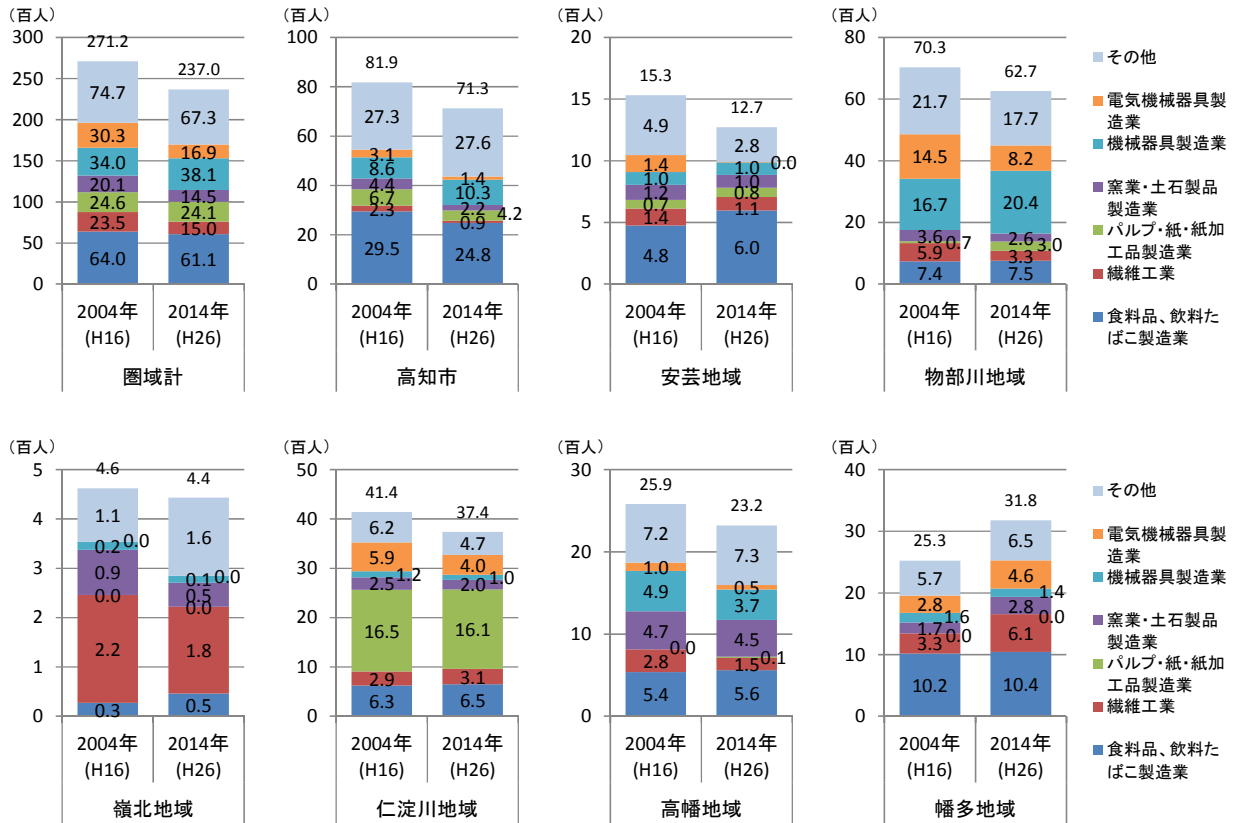 （百人）
300
250
200
150
100
50
0
271.2
74.7
30.3
34.0
20.1
24.6
23.5
64.0
237.0
67.3
16.9
38.1
14.5
24.1
15.0
61.1
2004年
(H16)
2014年
(H26)
圏域計
（百人）
100
80
60
40
20
0
81.9
27.3
3.1
8.6
4.4
6.7
2.3
29.5
71.3
27.6
1.4
10.3
2.2
4.2
0.9
24.8
2004年
(H16)
2014年
(H26)
高知市
（百人）
20
15
10
5
0
15.3
4.9
1.4
1.0
1.2
0.7
1.4
4.8
12.7
2.8
0.0
1.0
1.0
0.8
1.1
6.0
2004年
(H16)
2014年
(H26)
安芸地域
（百人）
80
60
40
20
0
70.3
21.7
14.5
16.7
3.6
0.7
5.9
7.4
62.7
17.7
8.2
20.4
2.6
3.0
3.3
7.5
2004年
(H16)
2014年
(H26)
物部川地域
その他
電気機械器具製
造業
機械器具製造業
窯業・土石製品
製造業
パルプ・紙・紙加
工品製造業
繊維工業
食料品、飲料た
ばこ製造業
（百人）
5
4
3
2
1
0
4.6
1.1
0.0
0.2
0.9
0.0
2.2
0.3
4.4
1.6
0.0
0.1
0.5
0.0
1.8
0.5
2004年
(H16)
2014年
(H26)
嶺北地域
（百人）
50
40
30
20
10
0
41.4
6.2
5.9
1.2
2.5
16.5
2.9
6.3
37.4
4.7
4.0
1.0
2.0
16.1
3.1
6.5
2004年
(H16)
2014年
(H26)
仁淀川地域
（百人）
30
20
10
0
25.9
7.2
1.0
4.9
4.7
0.0
2.8
5.4
23.2
7.3
0.5
3.7
4.5
0.1
1.5
5.6
2004年
(H16)
2014年
(H26)
高幡地域
（百人）
40
30
20
10
0
25.3
5.7
2.8
1.6
1.7
0.0
3.3
10.2
31.8
6.5
4.6
1.4
2.8
0.0
6.1
10.4
2004年
(H16)
2014年
(H26)
幡多地域
その他
電気機械器具製
造業
機械器具製造業
窯業・土石製品
製造業
パルプ・紙・紙加
工品製造業
繊維工業
食料品、飲料た
ばこ製造業